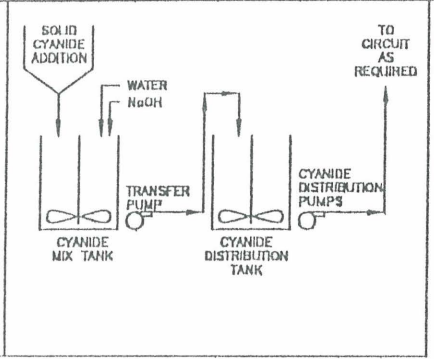 SOLID
CYANIDE
ADDITION
WATER
NaOH
TO
CIRCUIT
AS
REQUIRED
TRANSFER
PUMP
CYANIDE
DISTRIBUTION
PUMPS
CYANIDE
MIX TANK
CYANIDE
DISTRIBUTION
TANK